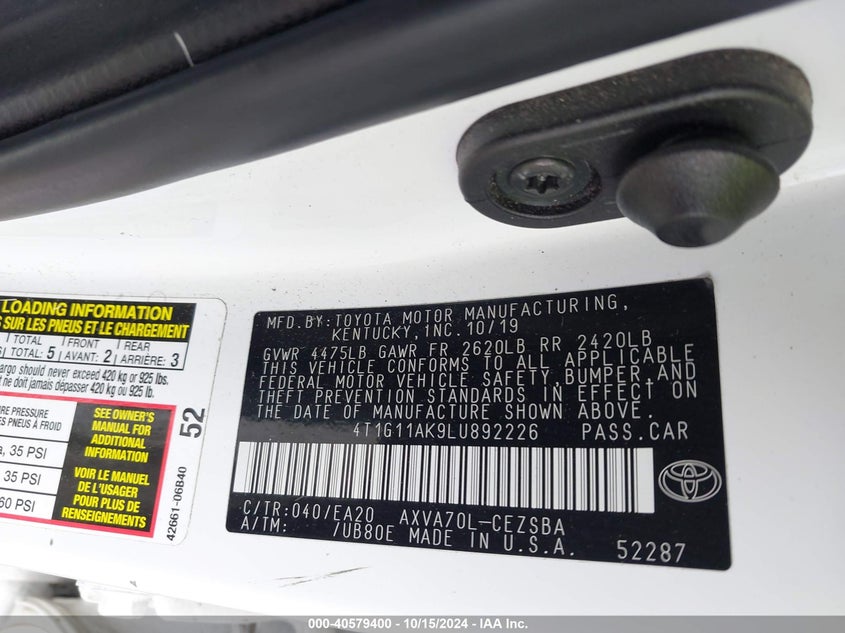 LOADING INFORMATION
SUR LES PNEUS ET LE CHARGEMENT
TOTAL FRONT REAR
TOTAL: 5 AVANT: 2 ARRIÈRE: 3
cargo should never exceed 420 kg or 925 lbs.
ne doit jamais dépasser 420 kg ou 925 lb.
PRESSURE
PNEUS À FROID
35 PSI
35 PSI
60 PSI
SEE OWNER'S
MANUAL FOR
ADDITIONAL
INFORMATION
VOIR LE MANUEL
DE L'USAGER
POUR PLUS DE
RENSEIGNEMENTS
52
42661-06B40
MFD.BY:TOYOTA MOTOR MANUFACTURING,
KENTUCKY,INC.10/19
GVWR 4475LB GAWR FR 2620LB RR 2420LB
THIS VEHICLE CONFORMS TO ALL APPLICABLE
FEDERAL MOTOR VEHICLE SAFETY,BUMPER,AND
THEFT PREVENTION STANDARDS IN EFFECT ON
THE DATE OF MANUFACTURE SHOWN ABOVE.
4T1G11AK9LU892226 PASS.CAR
C/TR:040/EA20 AXVA70L-CEZSBA
A/TM: /UB80E MADE IN U.S.A. 52287
000-40579400 - 10/15/2024 - IAA Inc.